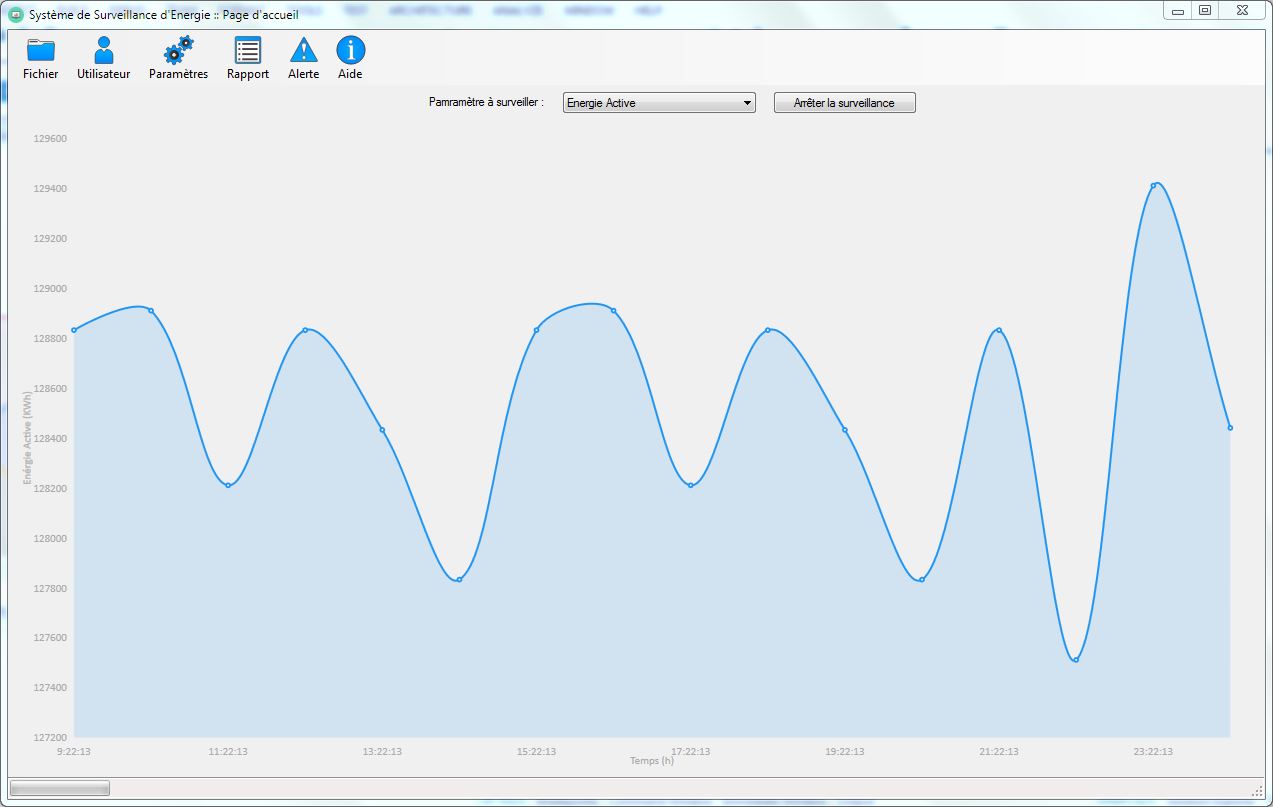 Système de Surveillance d'Energie :: Page d'accueil
Fichier
Utilisateur
Paramètres
Rapport
Alerte
Aide
Pamramètre à surveiller :
Energie Active
Arrêter la surveillance
129600
129400
129200
129000
128800
128600
128400
128200
128000
127800
127600
127400
127200
Enérgie Active (KWh)
9:22:13
11:22:13
13:22:13
15:22:13
17:22:13
19:22:13
21:22:13
23:22:13
Temps (h)